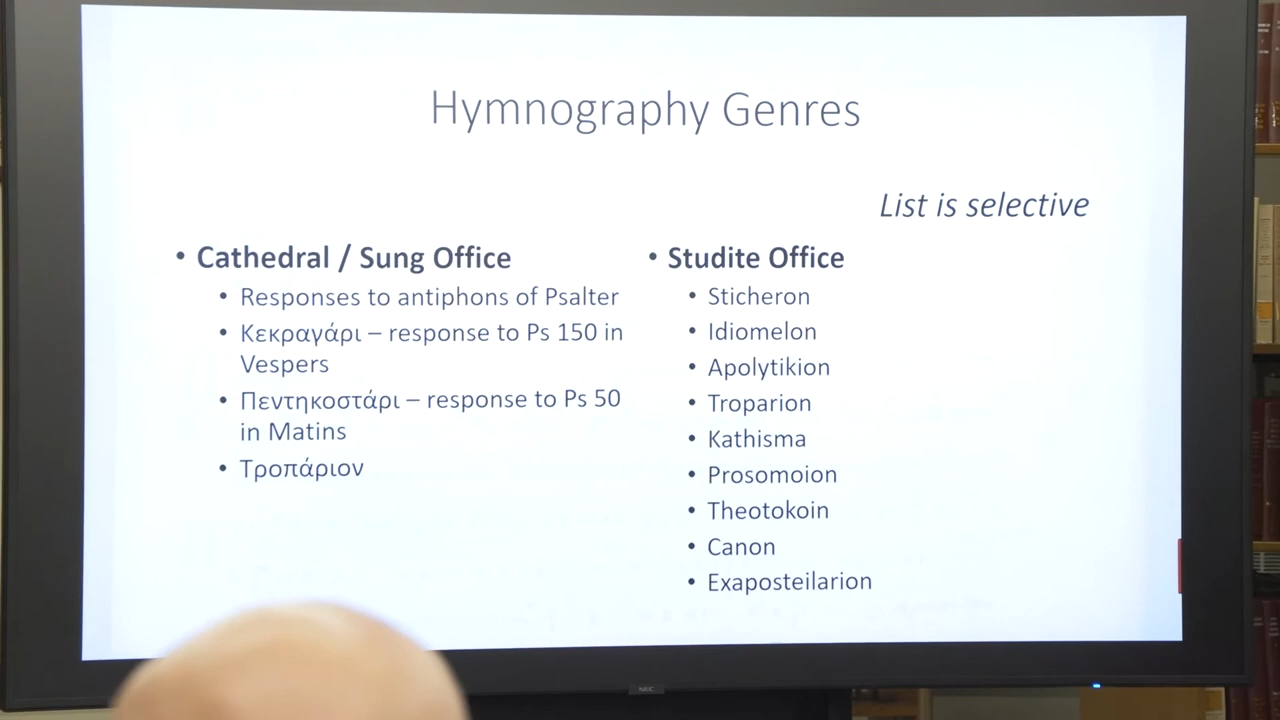 Hymnography Genres
List is selective
• Cathedral / Sung Office
• Responses to antiphons of Psalter
• Κεκραγάρι – response to Ps 150 in
Vespers
• Πεντηκοστάρι – response to Ps 50
in Matins
• Τροπάριον
• Studite Office
• Sticheron
• Idiomelon
• Apolytikion
• Troparion
• Kathisma
• Prosomoion
• Theotokoin
• Canon
• Exaposteilarion
NEC